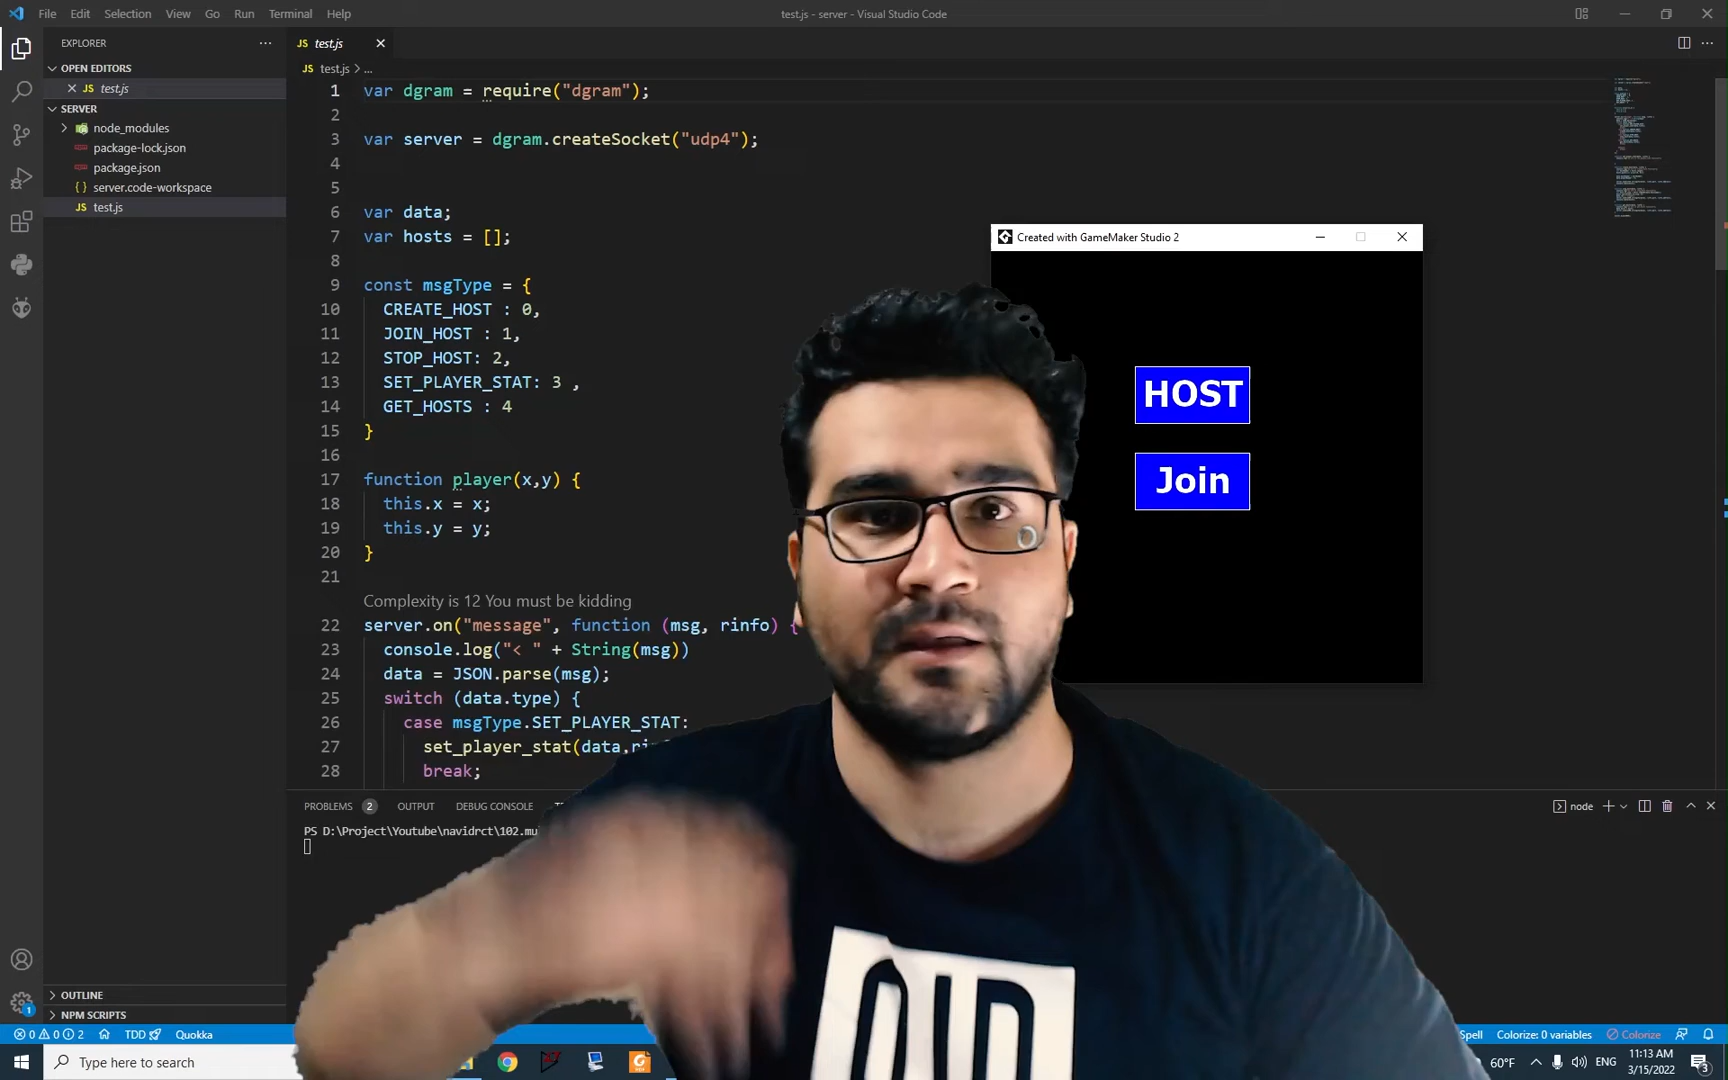 File Edit Selection View Go Run Terminal Help
test.js - server - Visual Studio Code
EXPLORER
OPEN EDITORS
JS test.js
SERVER
node_modules
package-lock.json
package.json
{} server.code-workspace
JS test.js
OUTLINE
NPM SCRIPTS
JS test.js
JS test.js > ...
1 var dgram = require("dgram");
2
3 var server = dgram.createSocket("udp4");
4
5
6 var data;
7 var hosts = [];
8
9 const msgType = {
10 CREATE_HOST : 0,
11 JOIN_HOST : 1,
12 STOP_HOST: 2,
13 SET_PLAYER_STAT: 3 ,
14 GET_HOSTS : 4
15 }
16
17 function player(x,y) {
18 this.x = x;
19 this.y = y;
20 }
21
Complexity is 12 You must be kidding
22 server.on("message", function (msg, rinfo) {
23 console.log("< " + String(msg))
24 data = JSON.parse(msg);
25 switch (data.type) {
26 case msgType.SET_PLAYER_STAT:
27 set_player_stat(data,rin
28 break;
Created with GameMaker Studio 2
HOST
Join
PROBLEMS 2 OUTPUT DEBUG CONSOLE
node
PS D:\Project\Youtube\navidrct\102.mu
0 0 2 TDD Quokka
Spell Colorize: 0 variables Colorize
Type here to search
60°F ENG
11:13 AM
3/15/2022
3
1